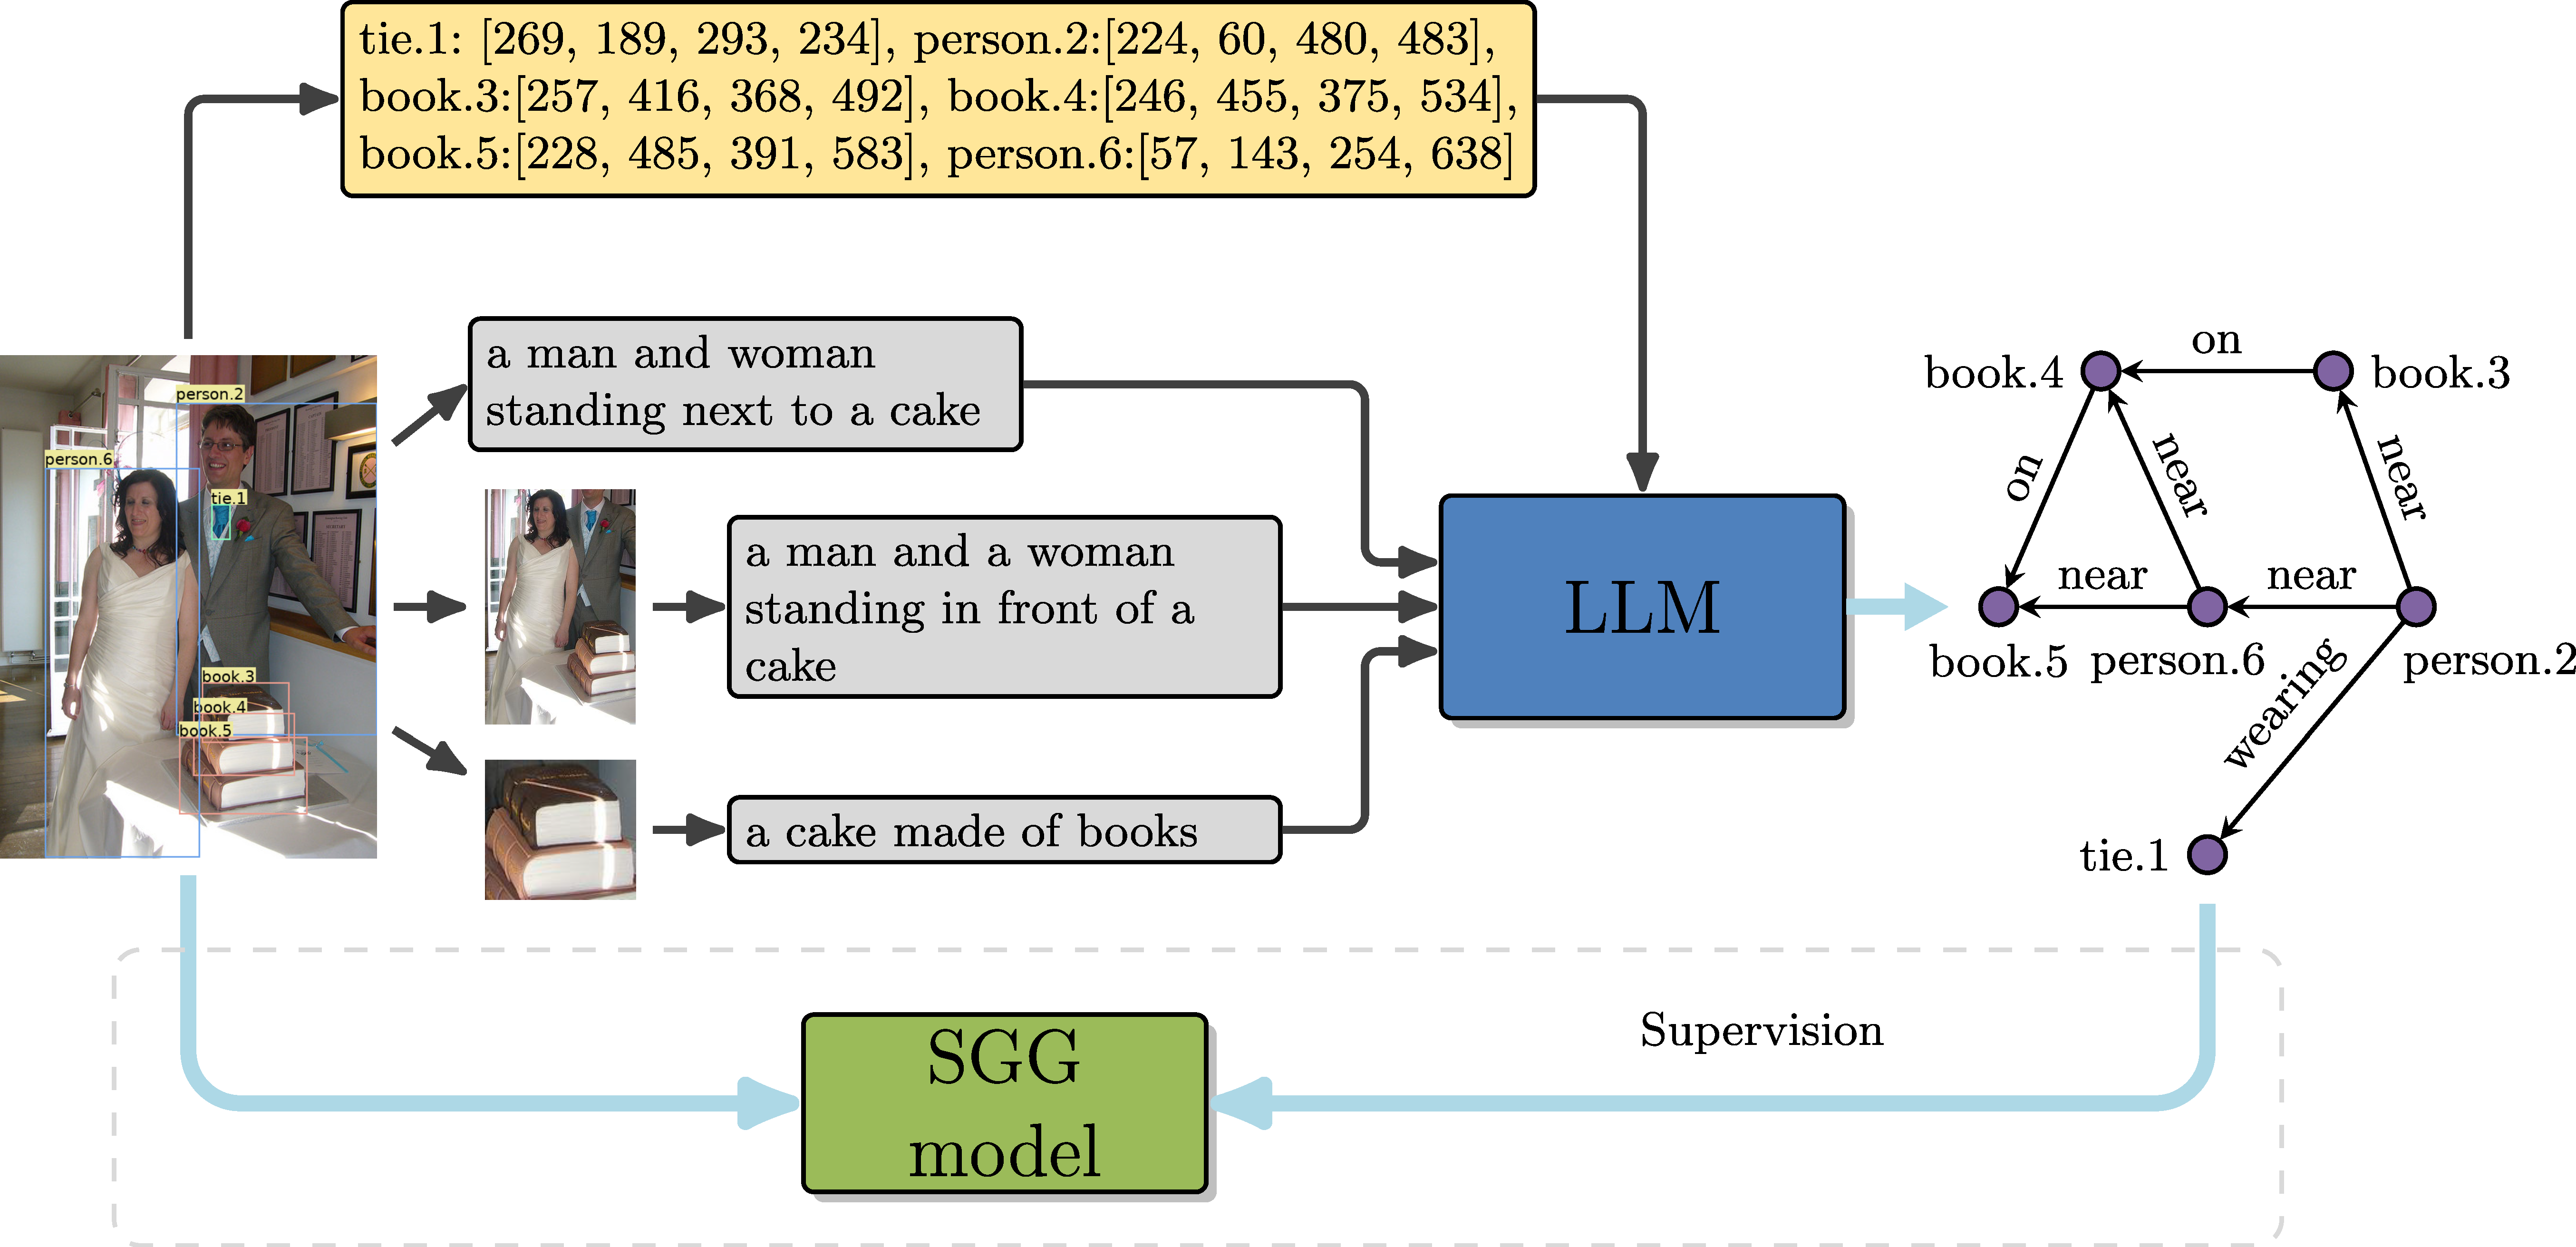 tie.1: [269, 189, 293, 234], person.2:[224, 60, 480, 483],
book.3:[257, 416, 368, 492], book.4:[246, 455, 375, 534],
book.5:[228, 485, 391, 583], person.6:[57, 143, 254, 638]
a man and woman
standing next to a cake
person.2
person.6
tie.1
book.3
book.4
book.5
a man and a woman
standing in front of a
cake
a cake made of books
LLM
book.4
on
book.3
on
near
near
near
near
book.5
person.6
person.2
wearing
tie.1
Supervision
SGG
model